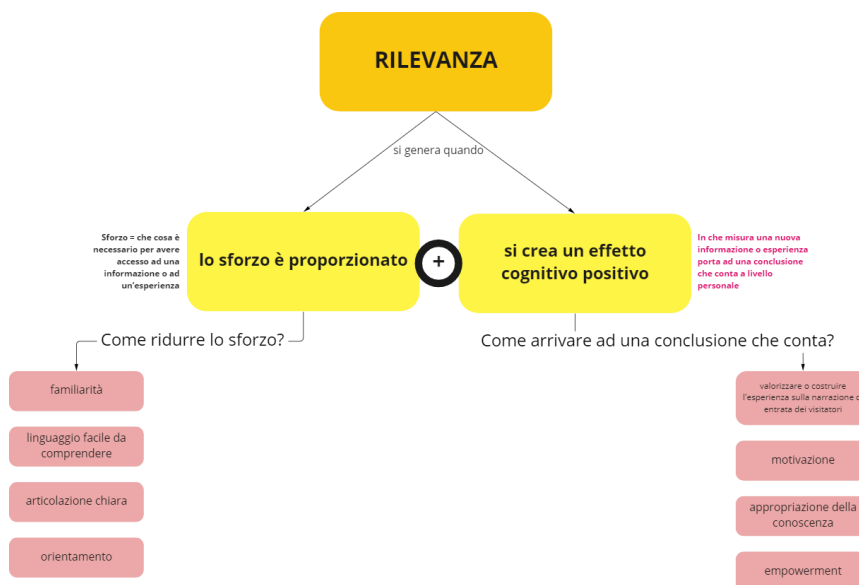 RILEVANZA
si genera quando
Sforzo = che cosa è
necessario per avere
accesso ad una
informazione o ad
un'esperienza
lo sforzo è proporzionato
+
si crea un effetto
cognitivo positivo
In che misura una nuova
informazione o esperienza
porta ad una conclusione
che conta a livello
personale
Come ridurre lo sforzo?
familiarità
linguaggio facile da
comprendere
articolazione chiara
orientamento
Come arrivare ad una conclusione che conta?
valorizzare o costruire
l'esperienza sulla narrazione
entrata dei visitatori
motivazione
appropriazione della
conoscenza
empowerment